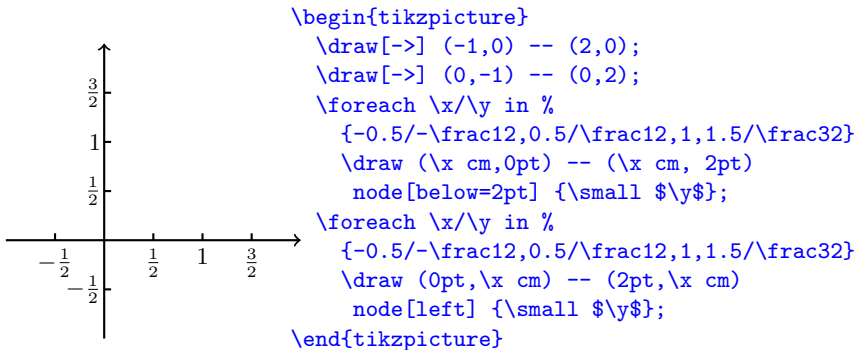 \begin{tikzpicture}
\draw[->] (-1,0) -- (2,0);
\draw[->] (0,-1) -- (0,2);
\foreach \x/\y in %
{-0.5/-\frac12,0.5/\frac12,1,1.5/\frac32}
\draw (\x cm,0pt) -- (\x cm, 2pt)
node[below=2pt] {\small $\y$};
\foreach \x/\y in %
{-0.5/-\frac12,0.5/\frac12,1,1.5/\frac32}
\draw (0pt,\x cm) -- (2pt,\x cm)
node[left] {\small $\y$};
\end{tikzpicture}
3/2
1
1/2
-1/2 1/2 1 3/2
-1/2